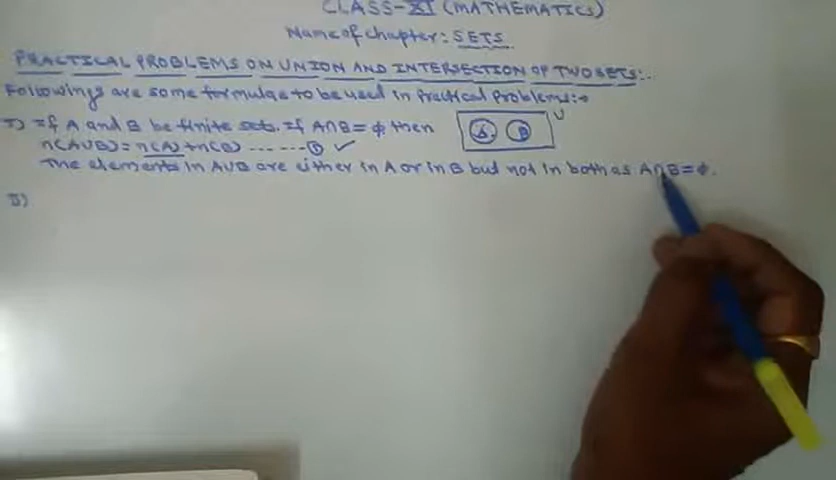 CLASS-XI (MATHEMATICS)
Name of chapter: SETS
PRACTICAL PROBLEMS ON UNION AND INTERSECTION OF TWO SETS:-
Following are some formulae to be used in Practical Problems:→
I) If A and B be finite sets. If A∩B=ϕ then
A B U
n(A∪B)=n(A)+n(B) ........ ① ✓
The elements in A∪B are either in A or in B but not in both as A∩B=ϕ.
II)